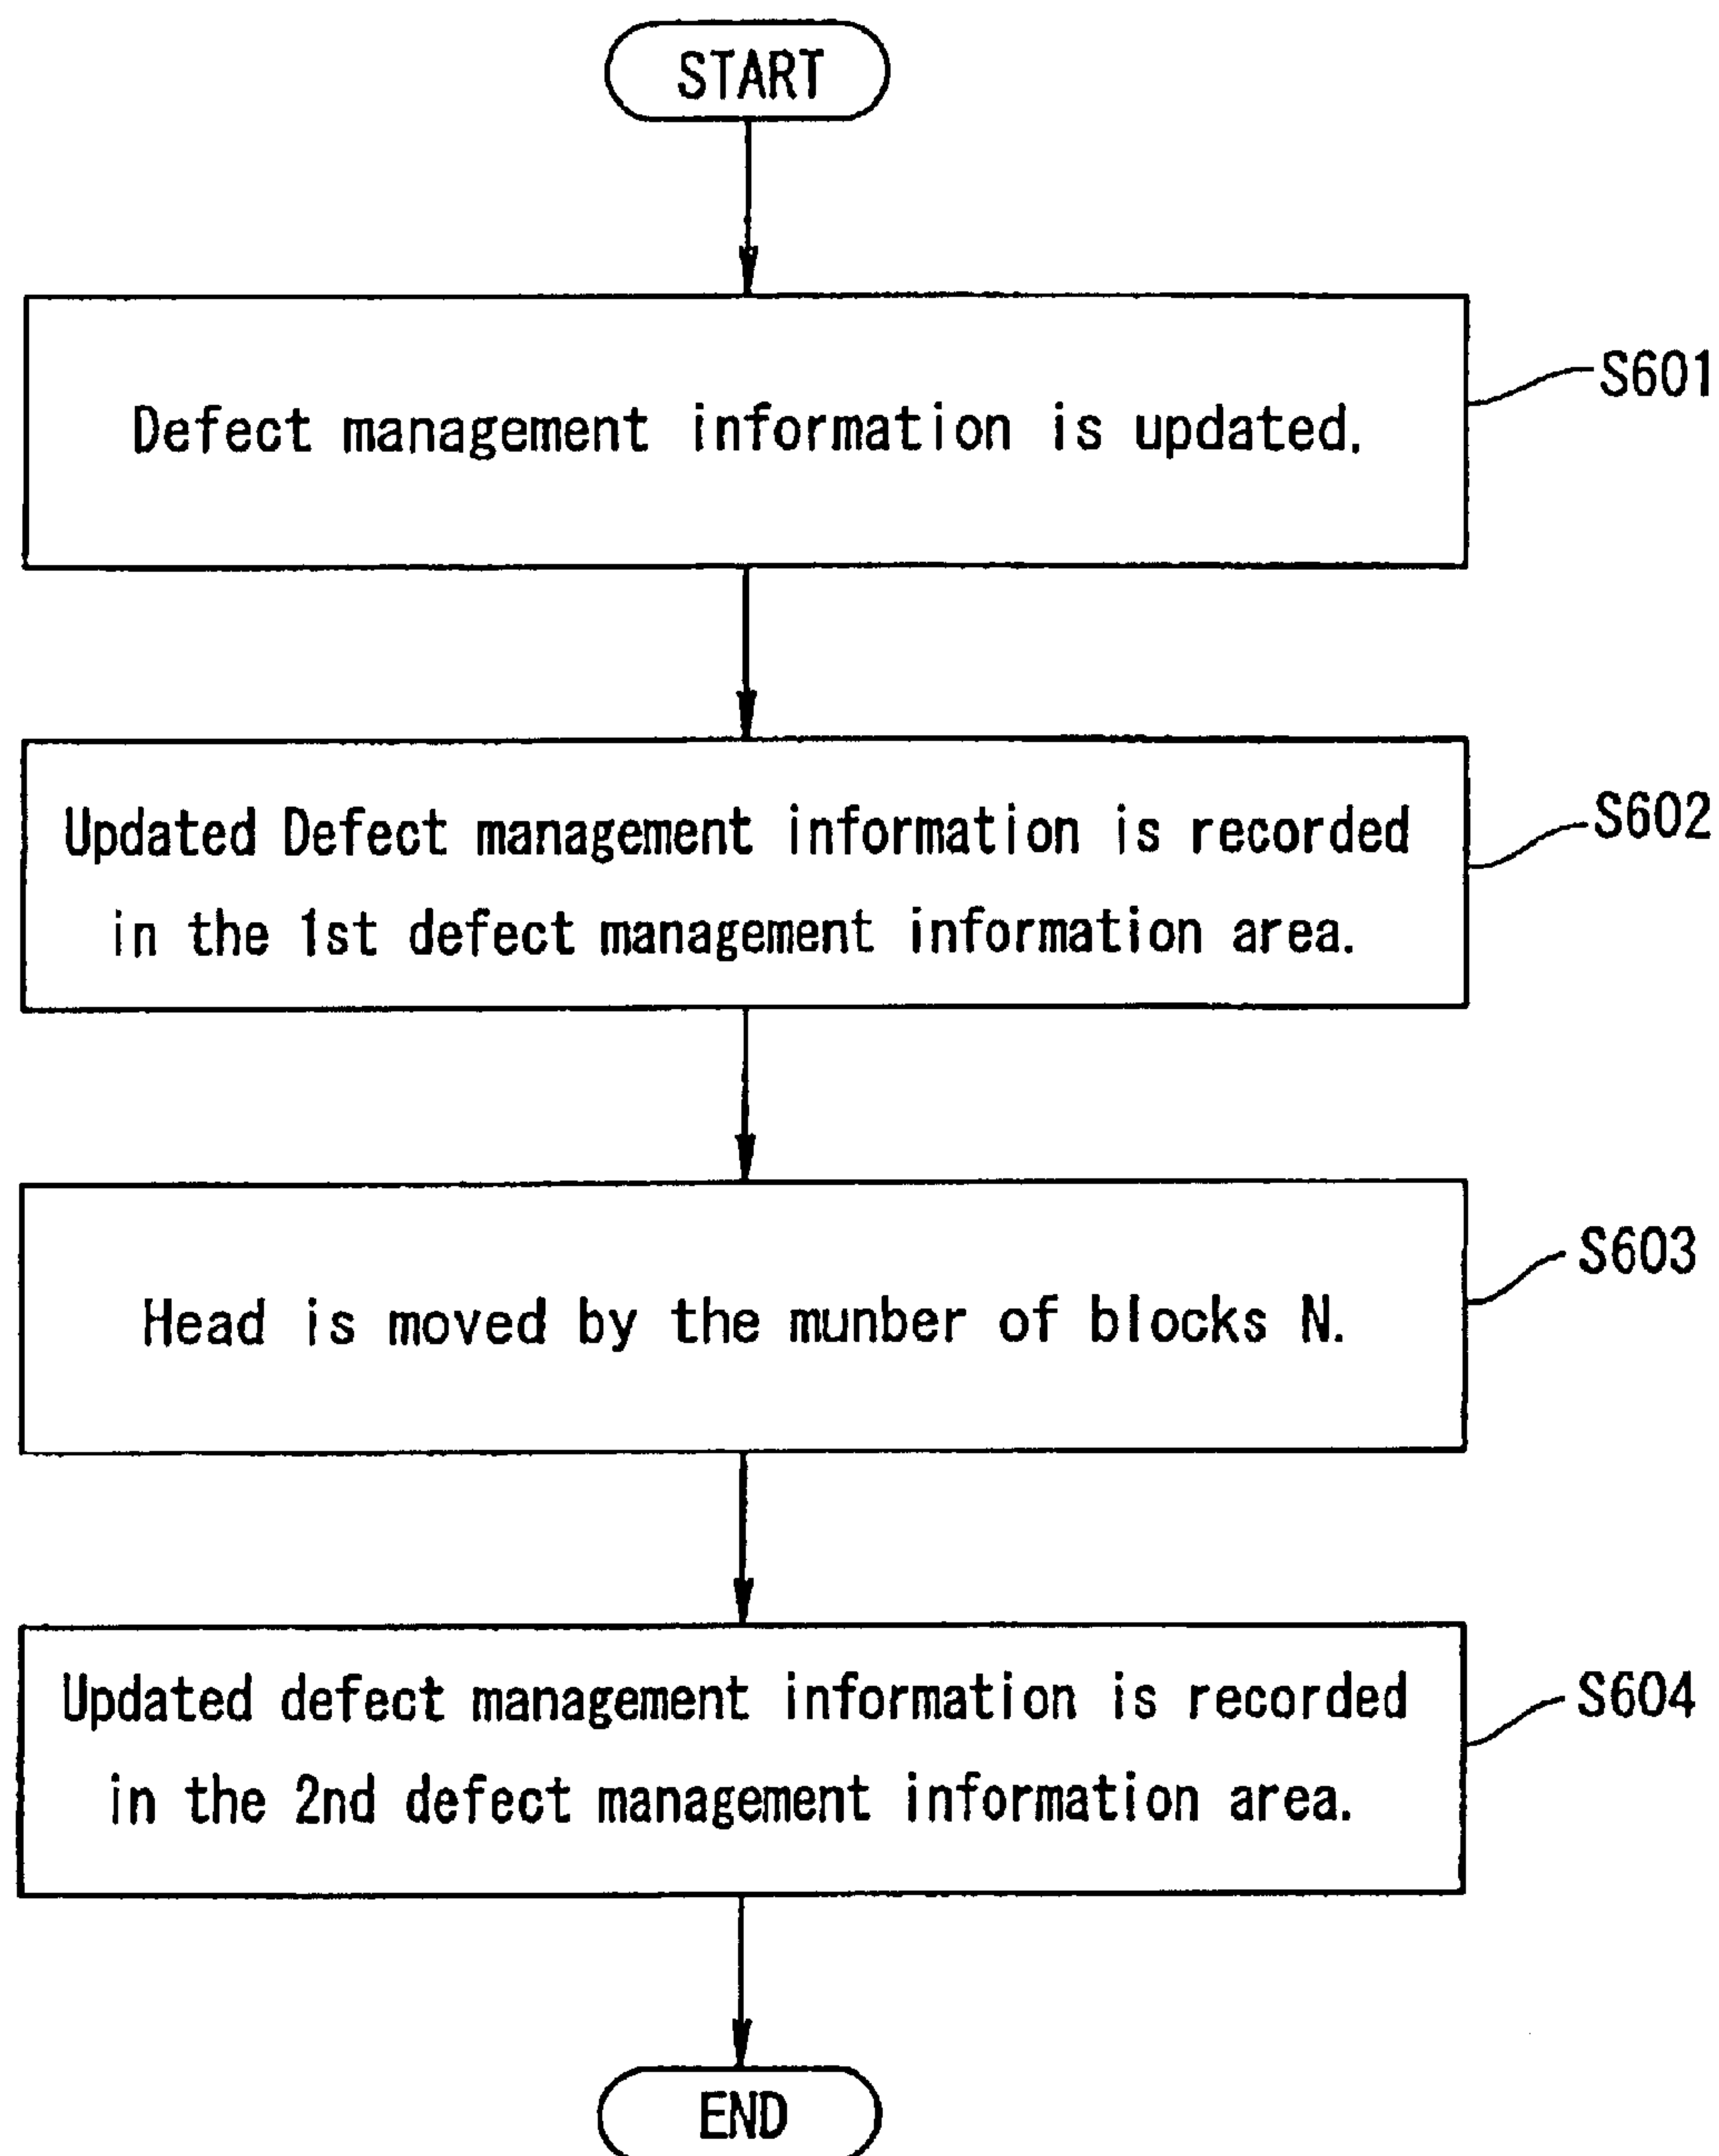 START
Defect management information is updated.
S601
Updated Defect management information is recorded
in the 1st defect management information area.
S602
Head is moved by the munber of blocks N.
S603
Updated defect management information is recorded
in the 2nd defect management information area.
S604
END